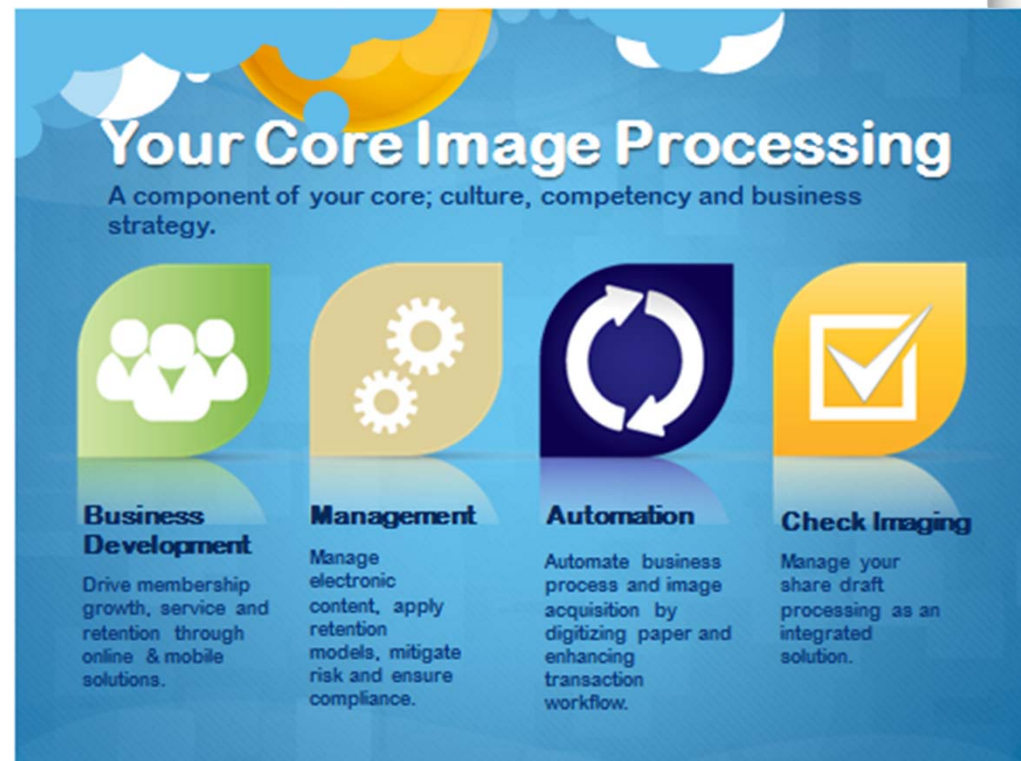 Your Core Image Processing
A component of your core; culture, competency and business
strategy.
Business
Development
Drive membership
growth, service and
retention through
online & mobile
solutions.
Management
Manage
electronic
content, apply
retention
models, mitigate
risk and ensure
compliance.
Automation
Automate business
process and image
acquisition by
digitizing paper and
enhancing
transaction
workflow.
Check Imaging
Manage your
share draft
processing as an
integrated
solution.